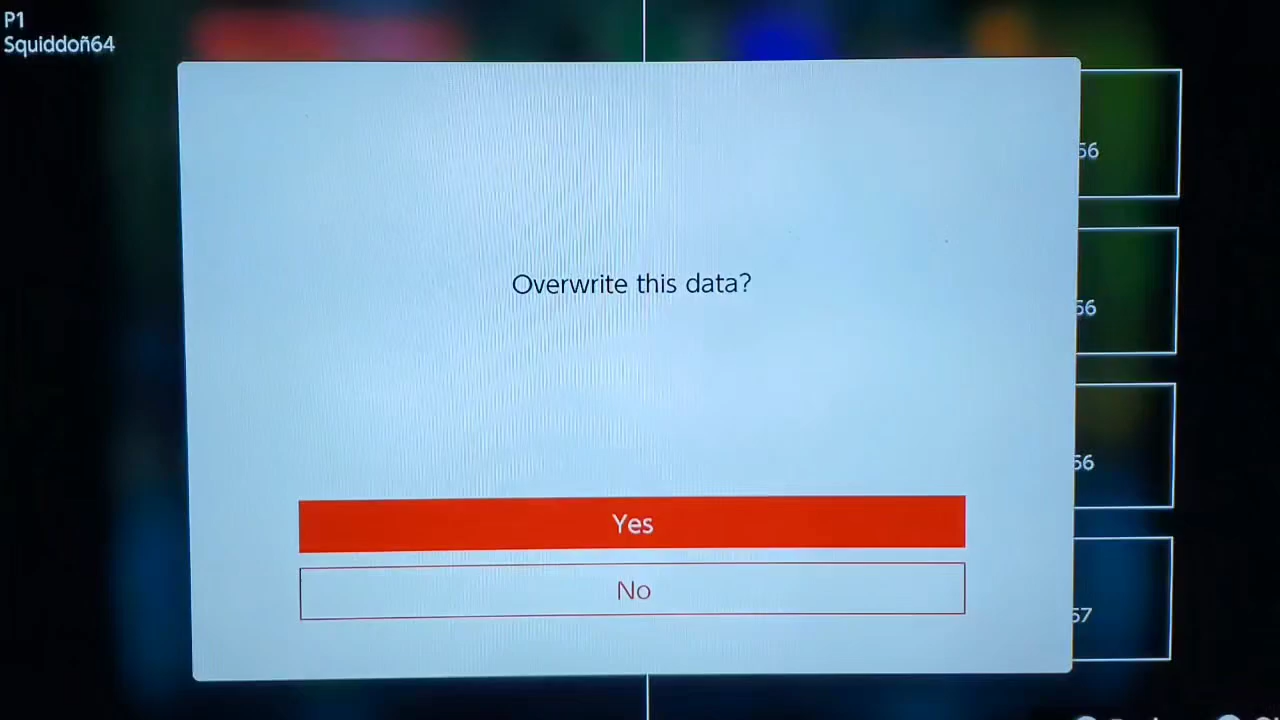 P1
Squiddoñ64
56
56
Overwrite this data?
56
Yes
No
57